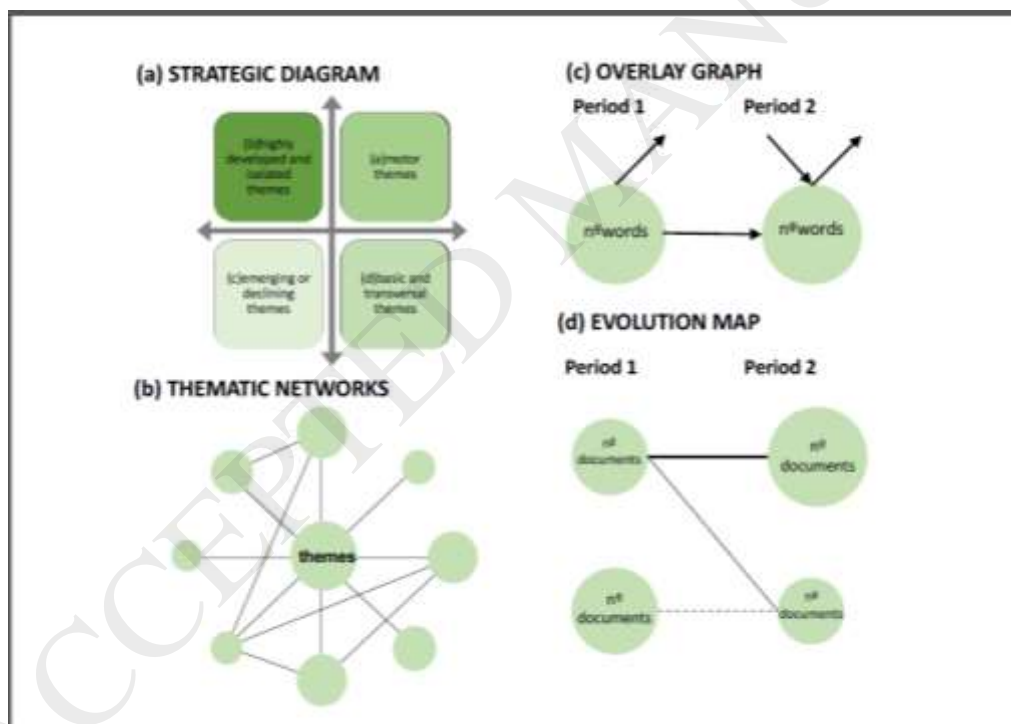 (a) STRATEGIC DIAGRAM
(b)highly
developed and
isolated
themes
(a)motor
themes
(c)emerging or
declining
themes
(d)basic and
transversal
themes
(b) THEMATIC NETWORKS
themes
(c) OVERLAY GRAPH
Period 1 Period 2
nºwords nºwords
(d) EVOLUTION MAP
Period 1 Period 2
nº
documents
nº
documents
nº
documents
nº
documents
CCEPTED MAN